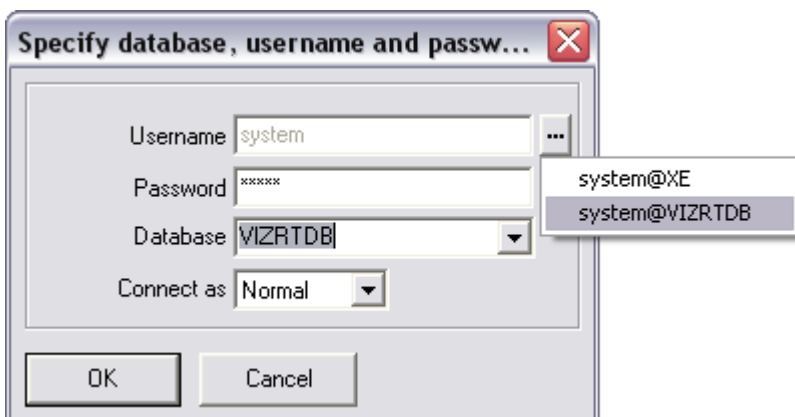 Specify database, username and passw...
Username system ...
Password *****
system@XE
system@VIZRTDB
Database VIZRTDB
Connect as Normal
OK Cancel